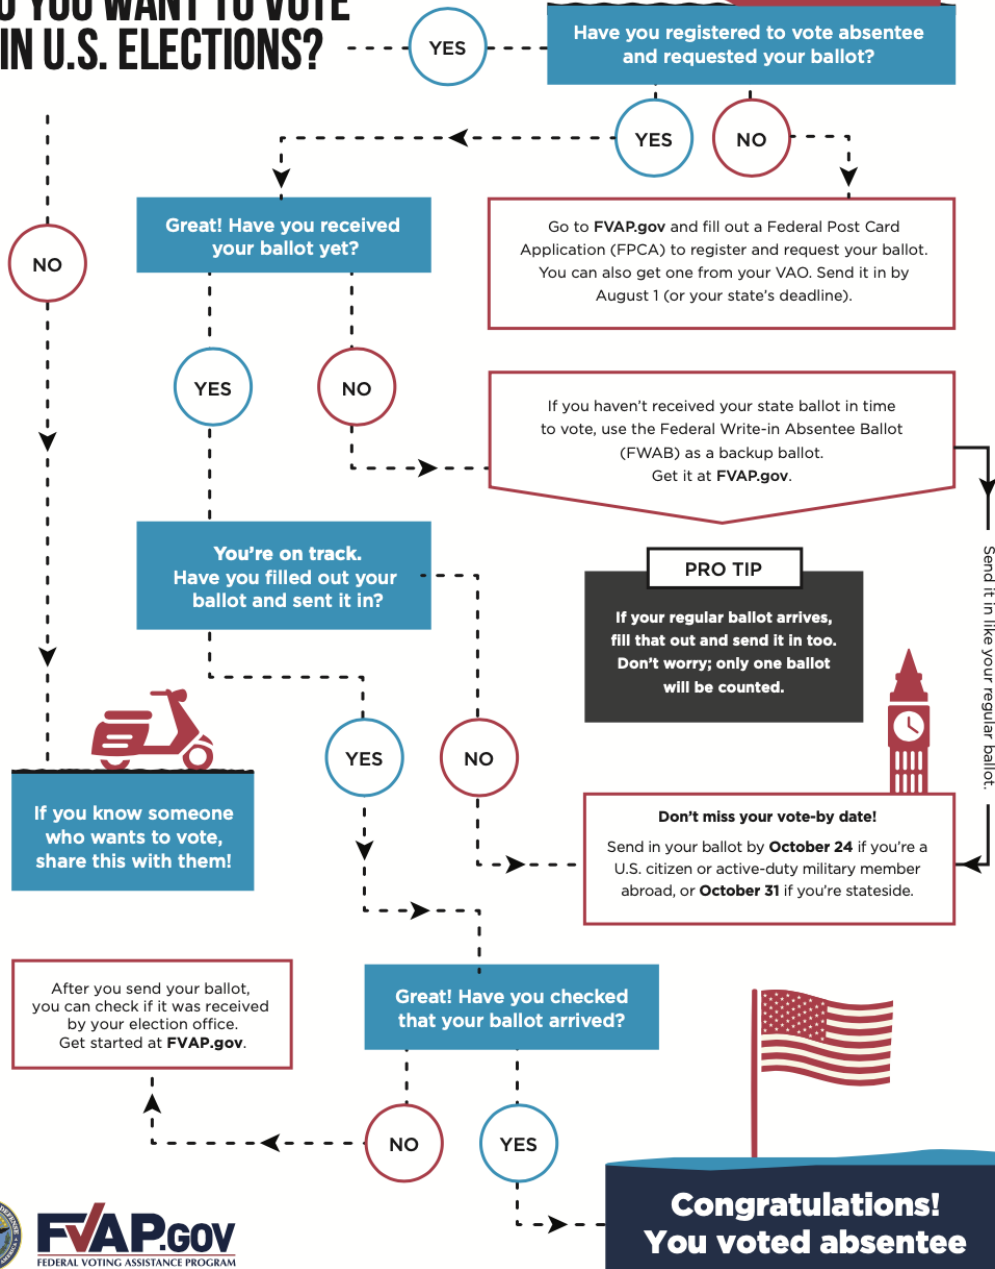 YOU WANT TO VOTE
IN U.S. ELECTIONS?
YES
Have you registered to vote absentee
and requested your ballot?
YES
NO
Great! Have you received
your ballot yet?
Go to FVAP.gov and fill out a Federal Post Card
Application (FPCA) to register and request your ballot.
You can also get one from your VAO. Send it in by
August 1 (or your state's deadline).
NO
YES
NO
If you haven't received your state ballot in time
to vote, use the Federal Write-in Absentee Ballot
(FWAB) as a backup ballot.
Get it at FVAP.gov.
Send it in like your regular ballot.
You're on track.
Have you filled out your
ballot and sent it in?
PRO TIP
If your regular ballot arrives,
fill that out and send it in too.
Don't worry; only one ballot
will be counted.
YES
NO
If you know someone
who wants to vote,
share this with them!
Don't miss your vote-by date!
Send in your ballot by October 24 if you're a
U.S. citizen or active-duty military member
abroad, or October 31 if you're stateside.
After you send your ballot,
you can check if it was received
by your election office.
Get started at FVAP.gov.
Great! Have you checked
that your ballot arrived?
NO
YES
Congratulations!
You voted absentee
FVAP.GOV
FEDERAL VOTING ASSISTANCE PROGRAM